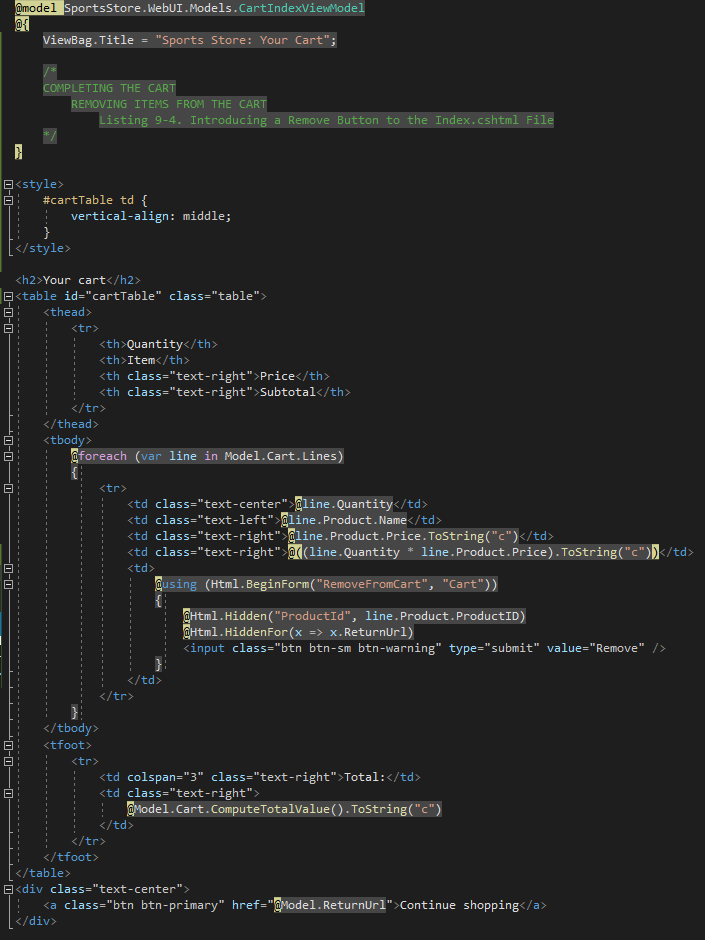 @model SportsStore.WebUI.Models.CartIndexViewModel
@{
    ViewBag.Title = "Sports Store: Your Cart";

    /*
    COMPLETING THE CART
        REMOVING ITEMS FROM THE CART
            Listing 9-4. Introducing a Remove Button to the Index.cshtml File
    */
}

<style>
    #cartTable td {
        vertical-align: middle;
    }
</style>

<h2>Your cart</h2>
<table id="cartTable" class="table">
    <thead>
        <tr>
            <th>Quantity</th>
            <th>Item</th>
            <th class="text-right">Price</th>
            <th class="text-right">Subtotal</th>
        </tr>
    </thead>
    <tbody>
        @foreach (var line in Model.Cart.Lines)
        {
            <tr>
                <td class="text-center">@line.Quantity</td>
                <td class="text-left">@line.Product.Name</td>
                <td class="text-right">@line.Product.Price.ToString("c")</td>
                <td class="text-right">@((line.Quantity * line.Product.Price).ToString("c"))</td>
                <td>
                    @using (Html.BeginForm("RemoveFromCart", "Cart"))
                    {
                        @Html.Hidden("ProductId", line.Product.ProductID)
                        @Html.HiddenFor(x => x.ReturnUrl)
                        <input class="btn btn-sm btn-warning" type="submit" value="Remove" />
                    }
                </td>
            </tr>
        }
    </tbody>
    <tfoot>
        <tr>
            <td colspan="3" class="text-right">Total:</td>
            <td class="text-right">
                @Model.Cart.ComputeTotalValue().ToString("c")
            </td>
        </tr>
    </tfoot>
</table>
<div class="text-center">
    <a class="btn btn-primary" href="@Model.ReturnUrl">Continue shopping</a>
</div>